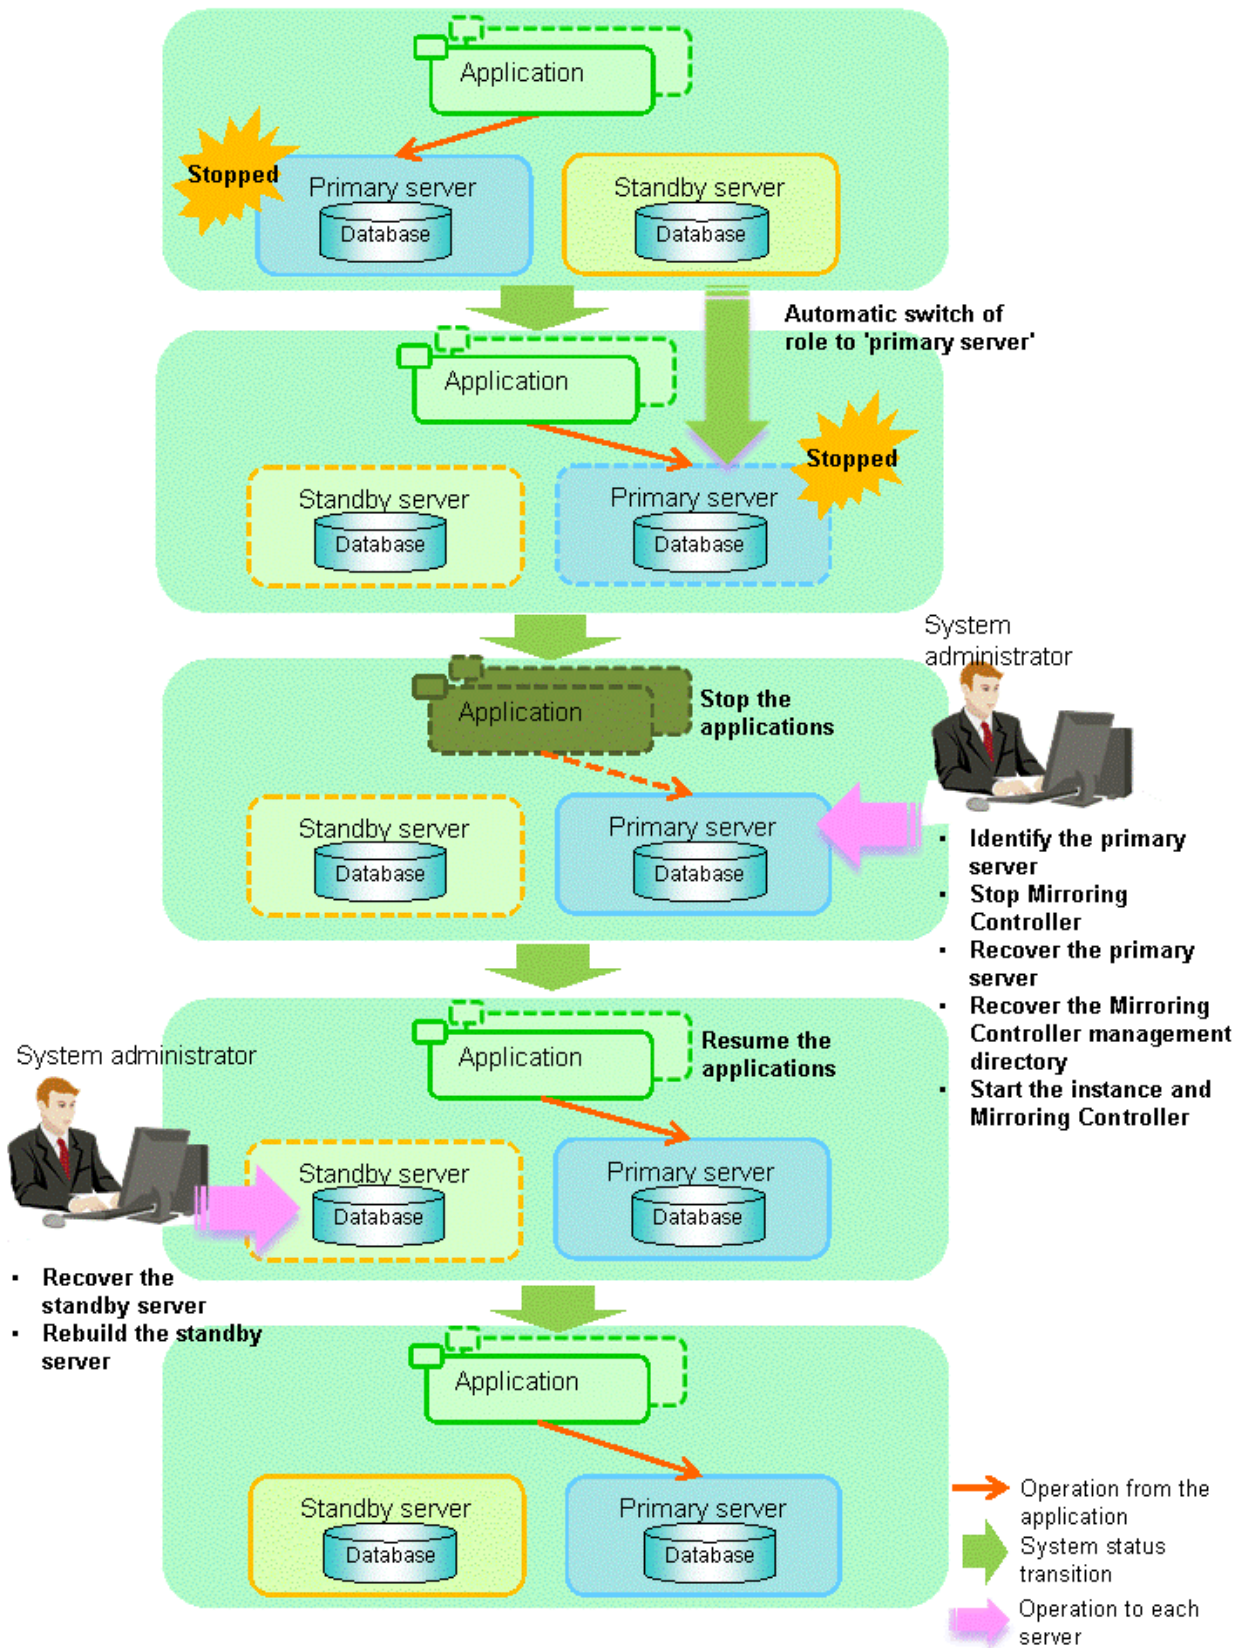 Application
Stopped
Primary server
Database
Standby server
Database
Automatic switch of
role to 'primary server'
Application
Stopped
Standby server
Database
Primary server
Database
System
administrator
Application
Stop the
applications
Standby server
Database
Primary server
Database
▪ Identify the primary
server
▪ Stop Mirroring
Controller
▪ Recover the primary
server
▪ Recover the Mirroring
Controller management
directory
▪ Start the instance and
Mirroring Controller
System administrator
Application
Resume the
applications
Standby server
Database
Primary server
Database
▪ Recover the
standby server
▪ Rebuild the standby
server
Application
Standby server
Database
Primary server
Database
Operation from the
application
System status
transition
Operation to each
server